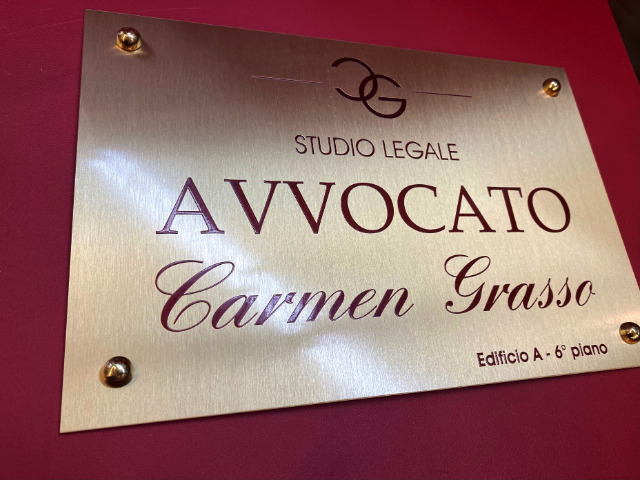 CG
STUDIO LEGALE
AVVOCATO
Carmen Grasso
Edificio A - 6° piano